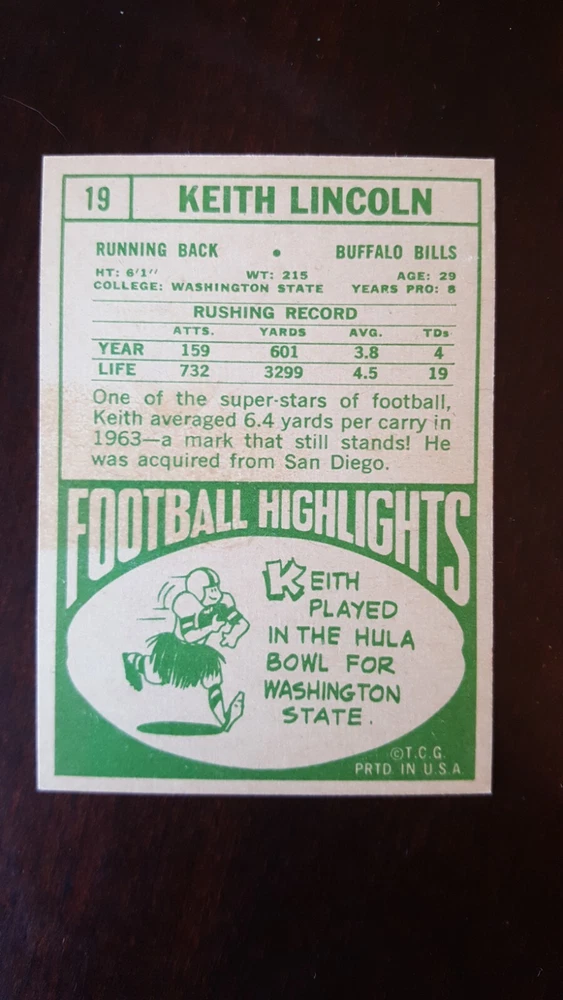 19 KEITH LINCOLN
RUNNING BACK • BUFFALO BILLS
HT: 6'1" WT: 215 AGE: 29
COLLEGE: WASHINGTON STATE YEARS PRO: 8
RUSHING RECORD
ATTS. YARDS AVG. TDs
YEAR 159 601 3.8 4
LIFE 732 3299 4.5 19
One of the super-stars of football,
Keith averaged 6.4 yards per carry in
1963—a mark that still stands! He
was acquired from San Diego.
FOOTBALL HIGHLIGHTS
KEITH
PLAYED
IN THE HULA
BOWL FOR
WASHINGTON
STATE.
©T.C.G.
PRTD IN U.S.A.